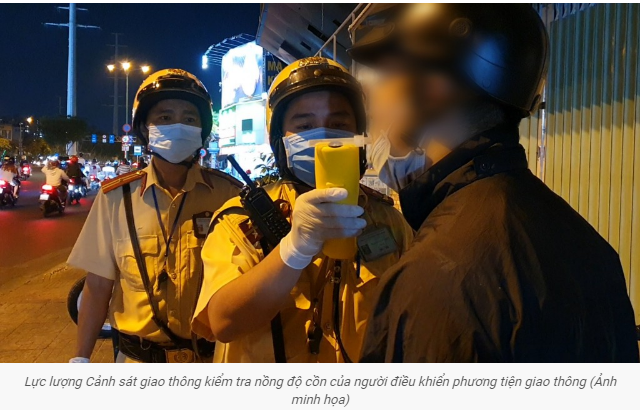 Lực lượng Cảnh sát giao thông kiểm tra nồng độ cồn của người điều khiển phương tiện giao thông (Ảnh
minh họa)